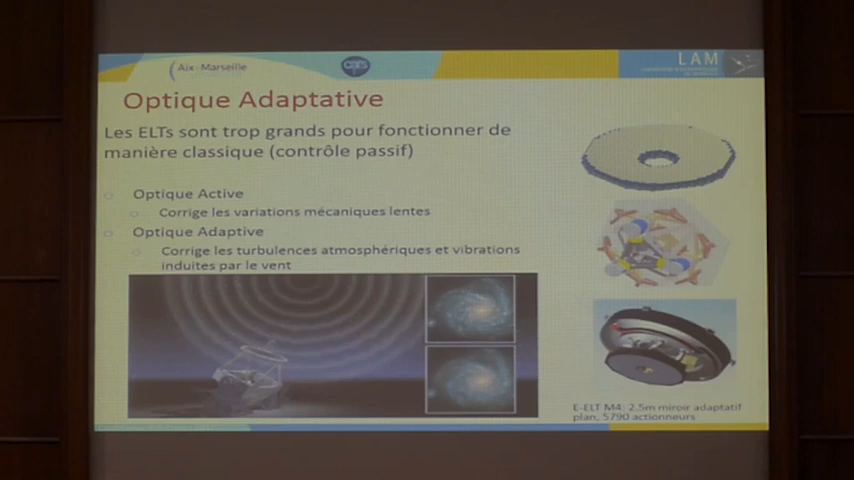 Aix-Marseille
cnrs
LAM
Optique Adaptative
Les ELTs sont trop grands pour fonctionner de
manière classique (contrôle passif)
Optique Active
Corrige les variations mécaniques lentes
Optique Adaptive
Corrige les turbulences atmosphériques et vibrations
induites par le vent
E-ELT M4: 2.5m miroir adaptatif
plan, 5790 actionneurs